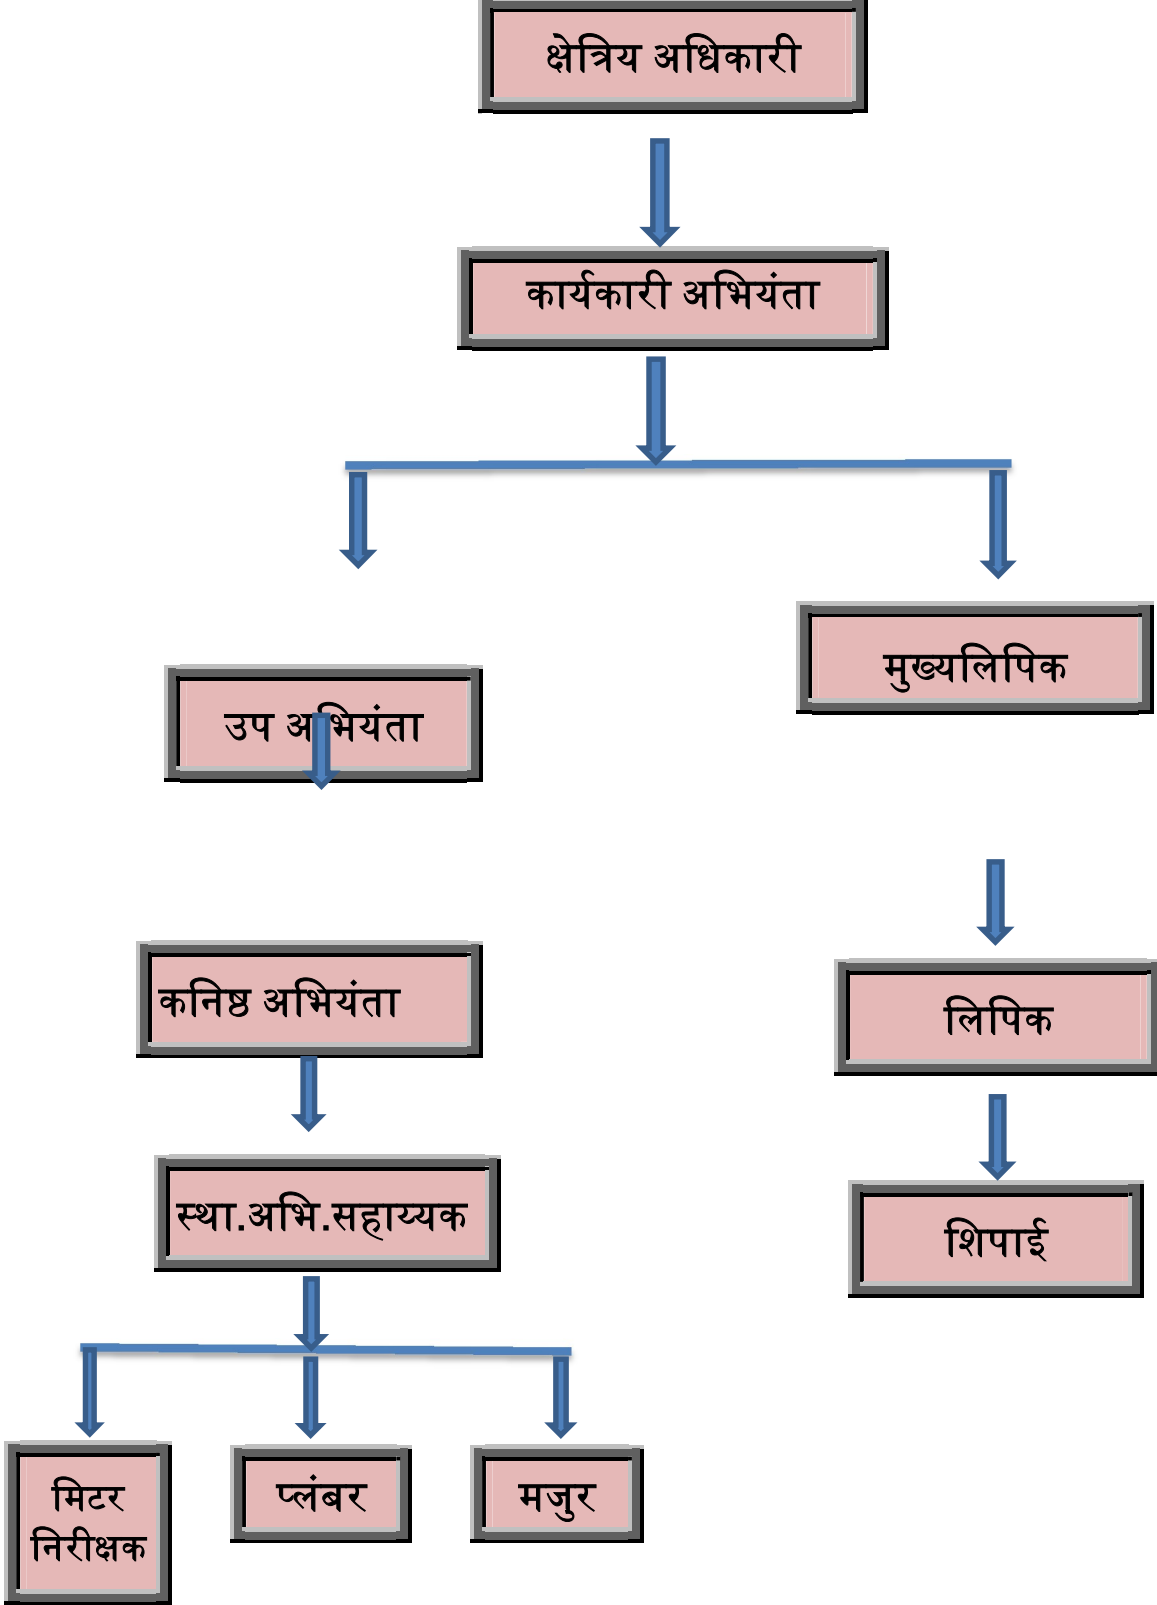 क्षेत्रिय अधिकारी
कार्यकारी अभियंता
मुख्यलिपिक
उप अभियंता
कनिष्ठ अभियंता
लिपिक
स्था.अभि.सहाय्यक
शिपाई
मिटर
निरीक्षक
प्लंबर
मजुर